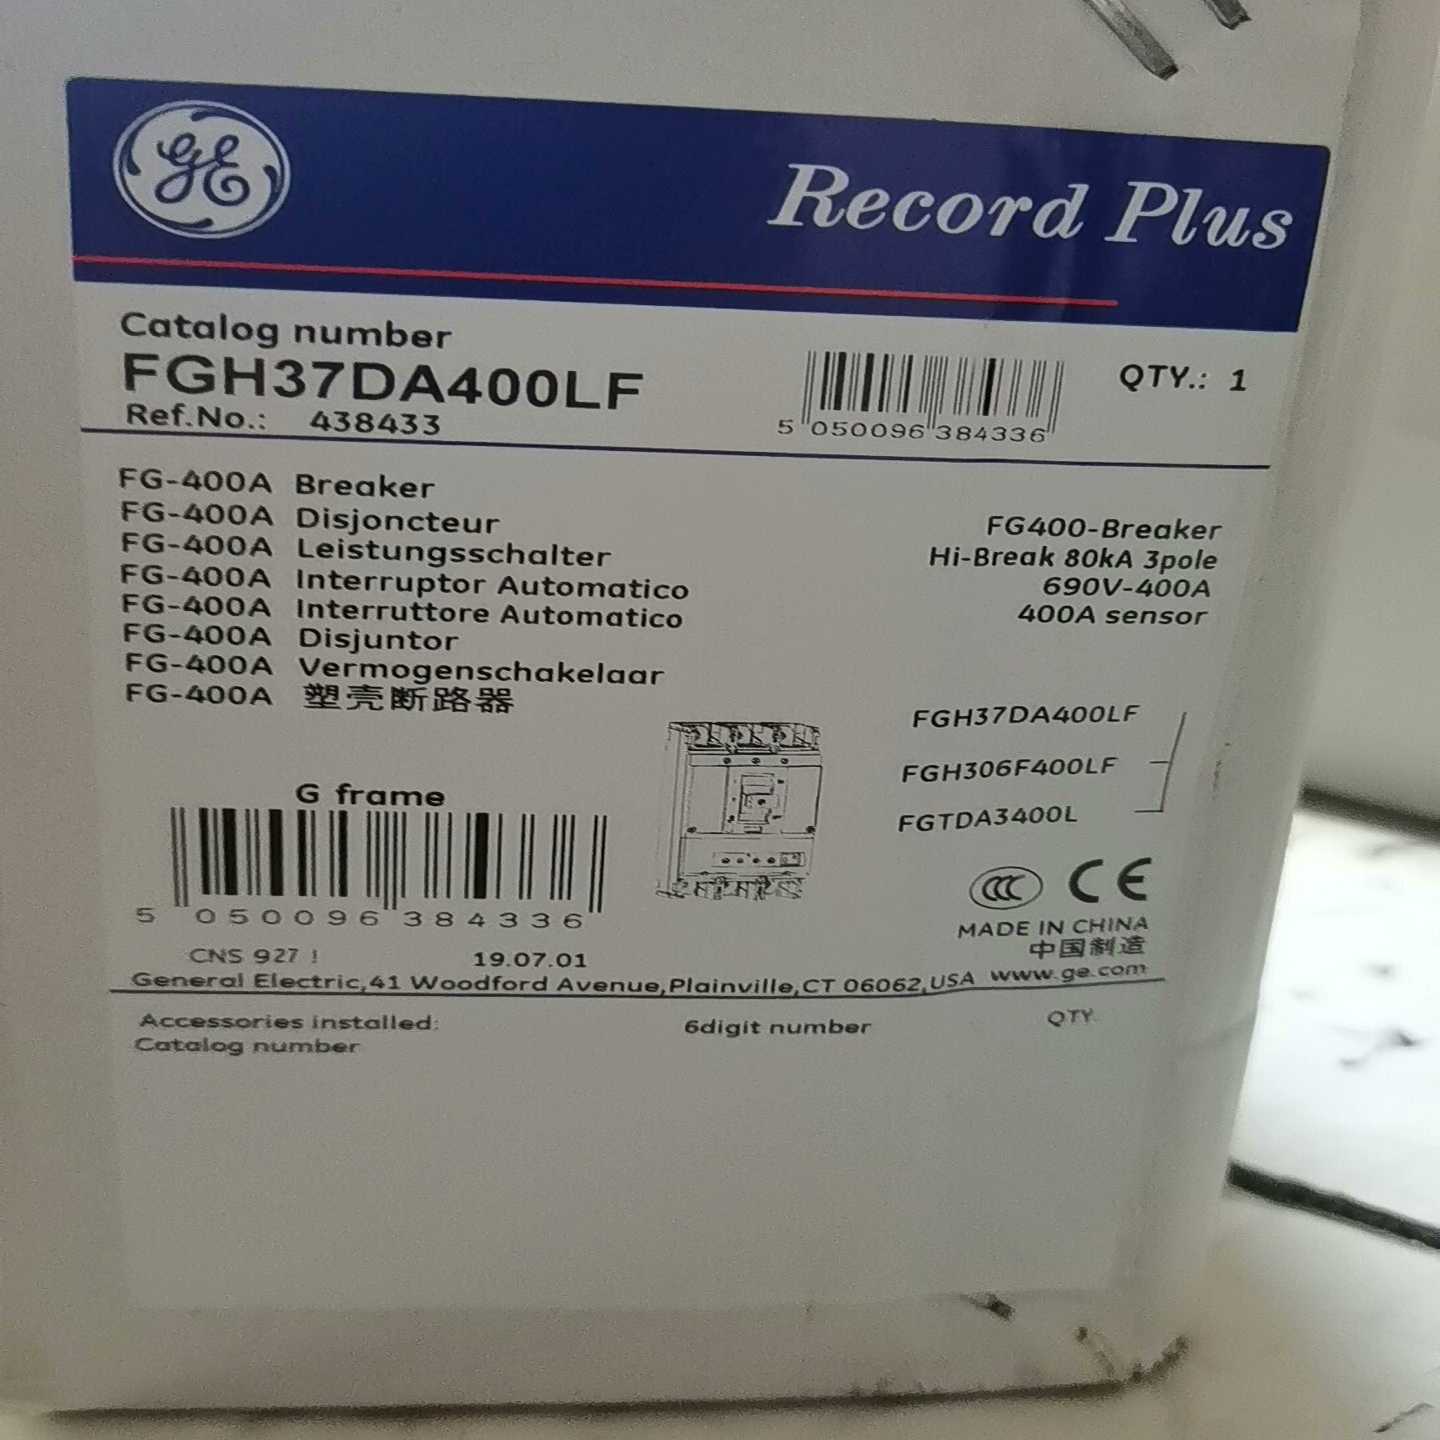 GE
Record Plus
Catalog number
FGH37DA400LF
Ref.No.: 438433
QTY.: 1
5 050096 384336
FG-400A Breaker
FG-400A Disjoncteur
FG-400A Leistungsschalter
FG-400A Interruptor Automatico
FG-400A Interruttore Automatico
FG-400A Disjuntor
FG-400A Vermogenschakelaar
FG-400A 塑壳断路器
FG400-Breaker
Hi-Break 80kA 3pole
690V-400A
400A sensor
FGH37DA400LF
FGH306F400LF
FGTDA3400L
G frame
5 050096 384336
CCC CE
MADE IN CHINA
中国制造
CNS 927 19.07.01
General Electric,41 Woodford Avenue,Plainville,CT 06062,USA www.ge.com
Accessories installed: 6digit number QTY.
Catalog number